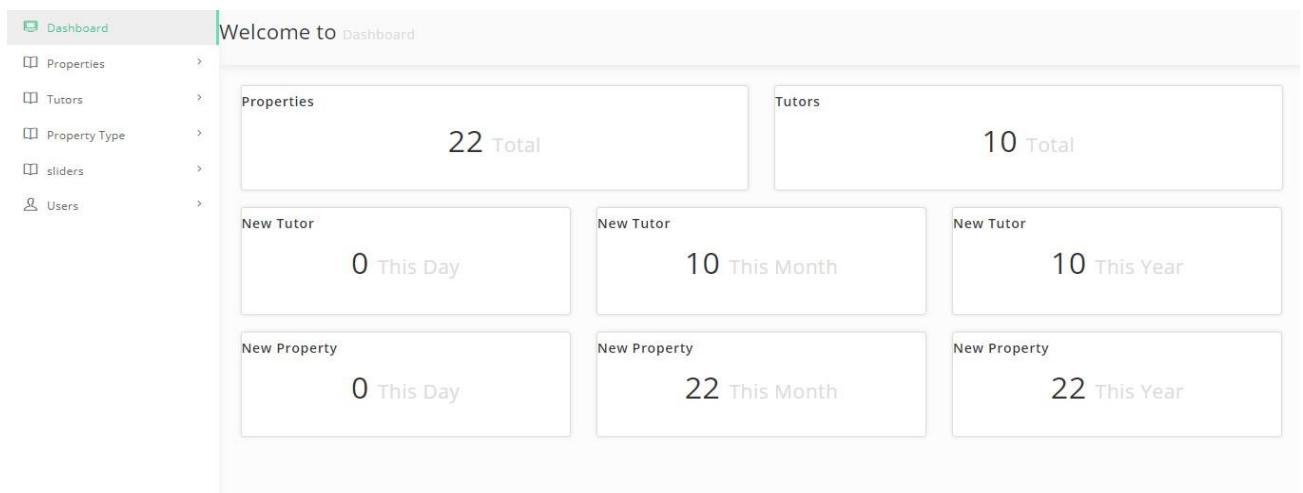 Dashboard
Properties
Tutors
Property Type
sliders
Users
Welcome to Dashboard
Properties
22 Total
Tutors
10 Total
New Tutor
0 This Day
New Tutor
10 This Month
New Tutor
10 This Year
New Property
0 This Day
New Property
22 This Month
New Property
22 This Year